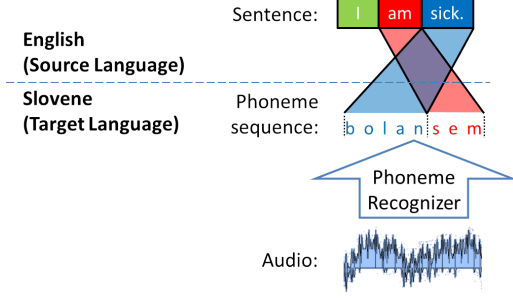 Sentence: I am sick.
English
(Source Language)
Slovene
(Target Language)
Phoneme
sequence: b o l a n s e m
Phoneme
Recognizer
Audio: